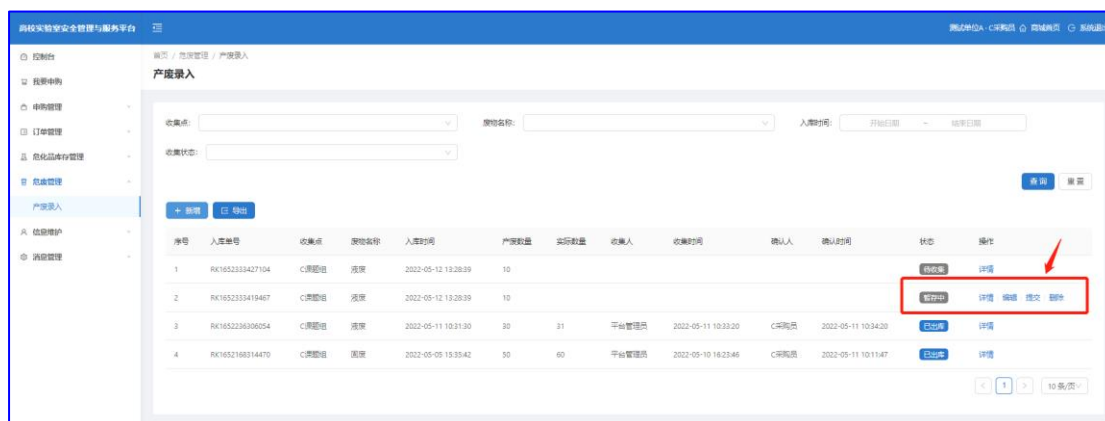 高校实验室安全管理与服务平台
测试单位A - C采购员 商城首页 系统退出
控制台
我要申购
申购管理
订单管理
危化品库存管理
危废管理
产废录入
信息维护
消息管理
首页 / 危废管理 / 产废录入
产废录入
收集点: 废物名称: 入库时间: 开始日期 ~ 结束日期
收集状态:
查询 重置
+ 新增 导出
序号 入库单号 收集点 废物名称 入库时间 产废数量 实际数量 收集人 收集时间 确认人 确认时间 状态 操作
1 RK1652333427104 C课题组 液废 2022-05-12 13:28:39 10 待收集 详情
2 RK1652333419467 C课题组 液废 2022-05-12 13:28:39 10 暂存中 详情 编辑 提交 删除
3 RK1652236306054 C课题组 液废 2022-05-11 10:31:30 30 31 平台管理员 2022-05-11 10:33:20 C采购员 2022-05-11 10:34:20 已出库 详情
4 RK1652168314470 C课题组 固废 2022-05-05 15:35:42 50 60 平台管理员 2022-05-10 16:23:46 C采购员 2022-05-11 10:11:47 已出库 详情
< 1 > 10 条/页